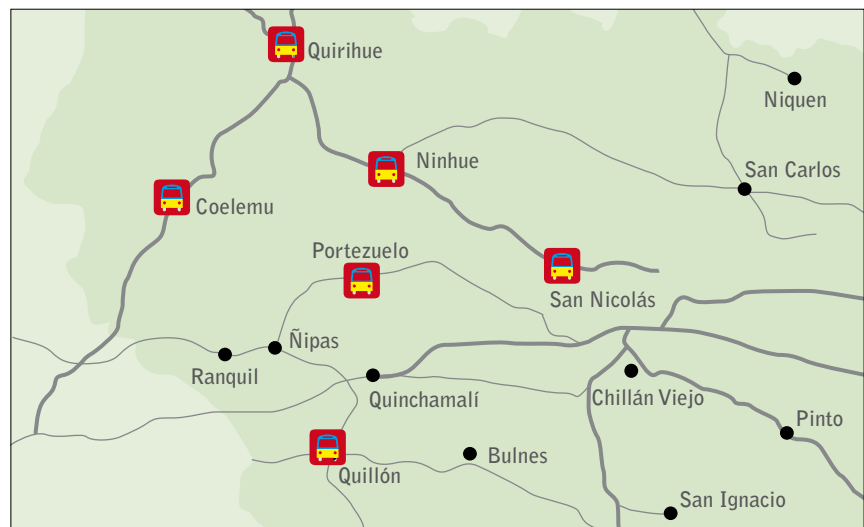 Quirihue
Niquen
Ninhue
San Carlos
Coelemu
Portezuelo
San Nicolás
Ñipas
Ranquil
Quinchamalí
Chillán Viejo
Pinto
Bulnes
Quillón
San Ignacio